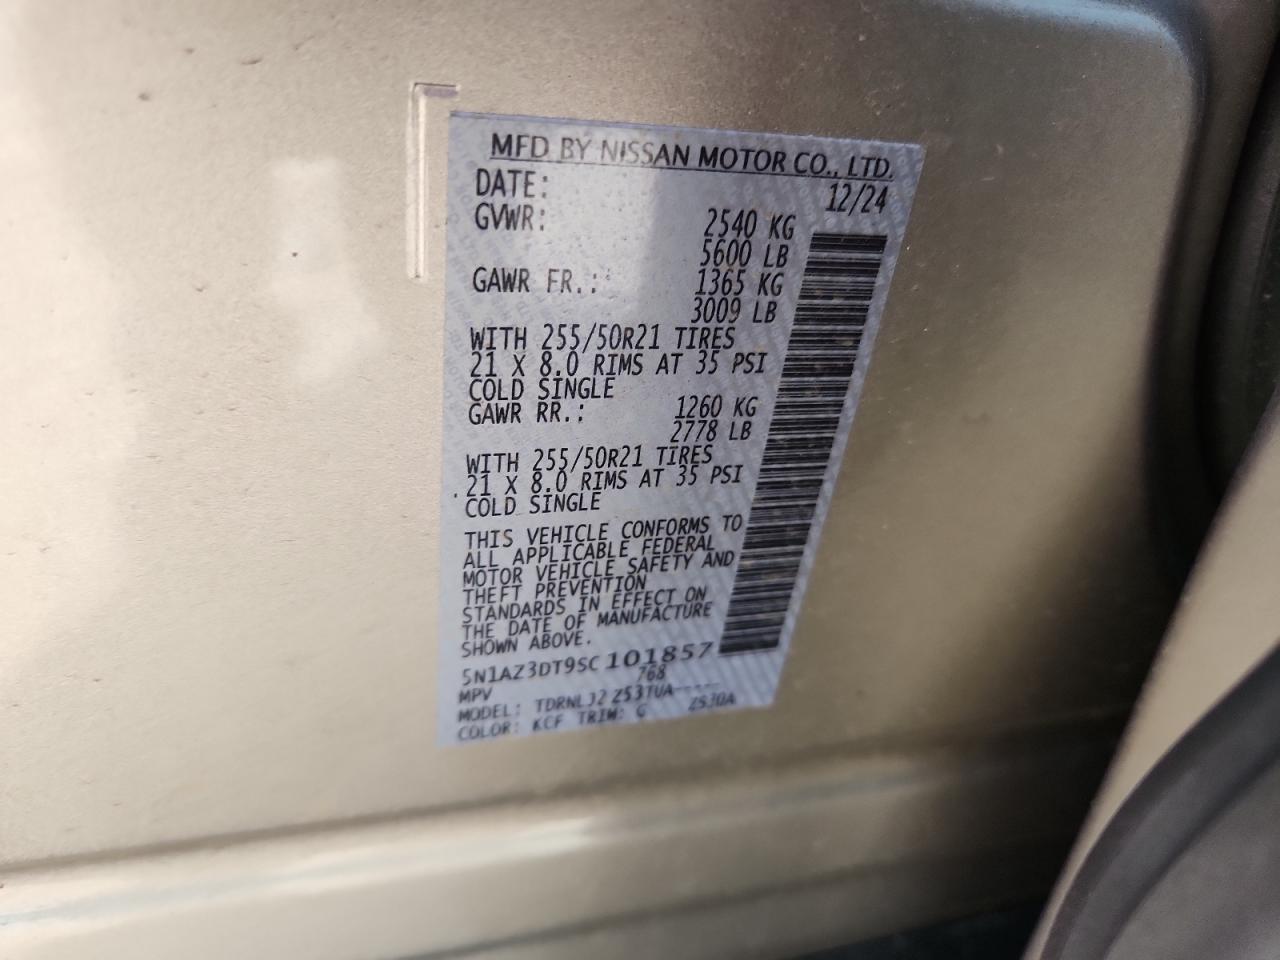 MFD BY NISSAN MOTOR CO., LTD.
DATE: 12/24
GVWR: 2540 KG
5600 LB
GAWR FR.: 1365 KG
3009 LB
WITH 255/50R21 TIRES
21 X 8.0 RIMS AT 35 PSI
COLD SINGLE
GAWR RR.: 1260 KG
2778 LB
WITH 255/50R21 TIRES
21 X 8.0 RIMS AT 35 PSI
COLD SINGLE
THIS VEHICLE CONFORMS TO
ALL APPLICABLE FEDERAL
MOTOR VEHICLE SAFETY AND
THEFT PREVENTION
STANDARDS IN EFFECT ON
THE DATE OF MANUFACTURE
SHOWN ABOVE.
5N1AZ3DT9SC101857
MPV 768
MODEL: TDRNLJ2 Z53TUA-----
COLOR: KCF TRIM: G Z5J0A